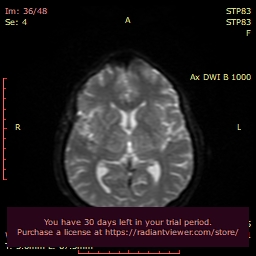 Im: 36/48
STP83
Se: 4
A
STP83
F
Ax DWI B 1000
R
L
You have 30 days left in your trial period.
Purchase a license at https://radiantviewer.com/store/